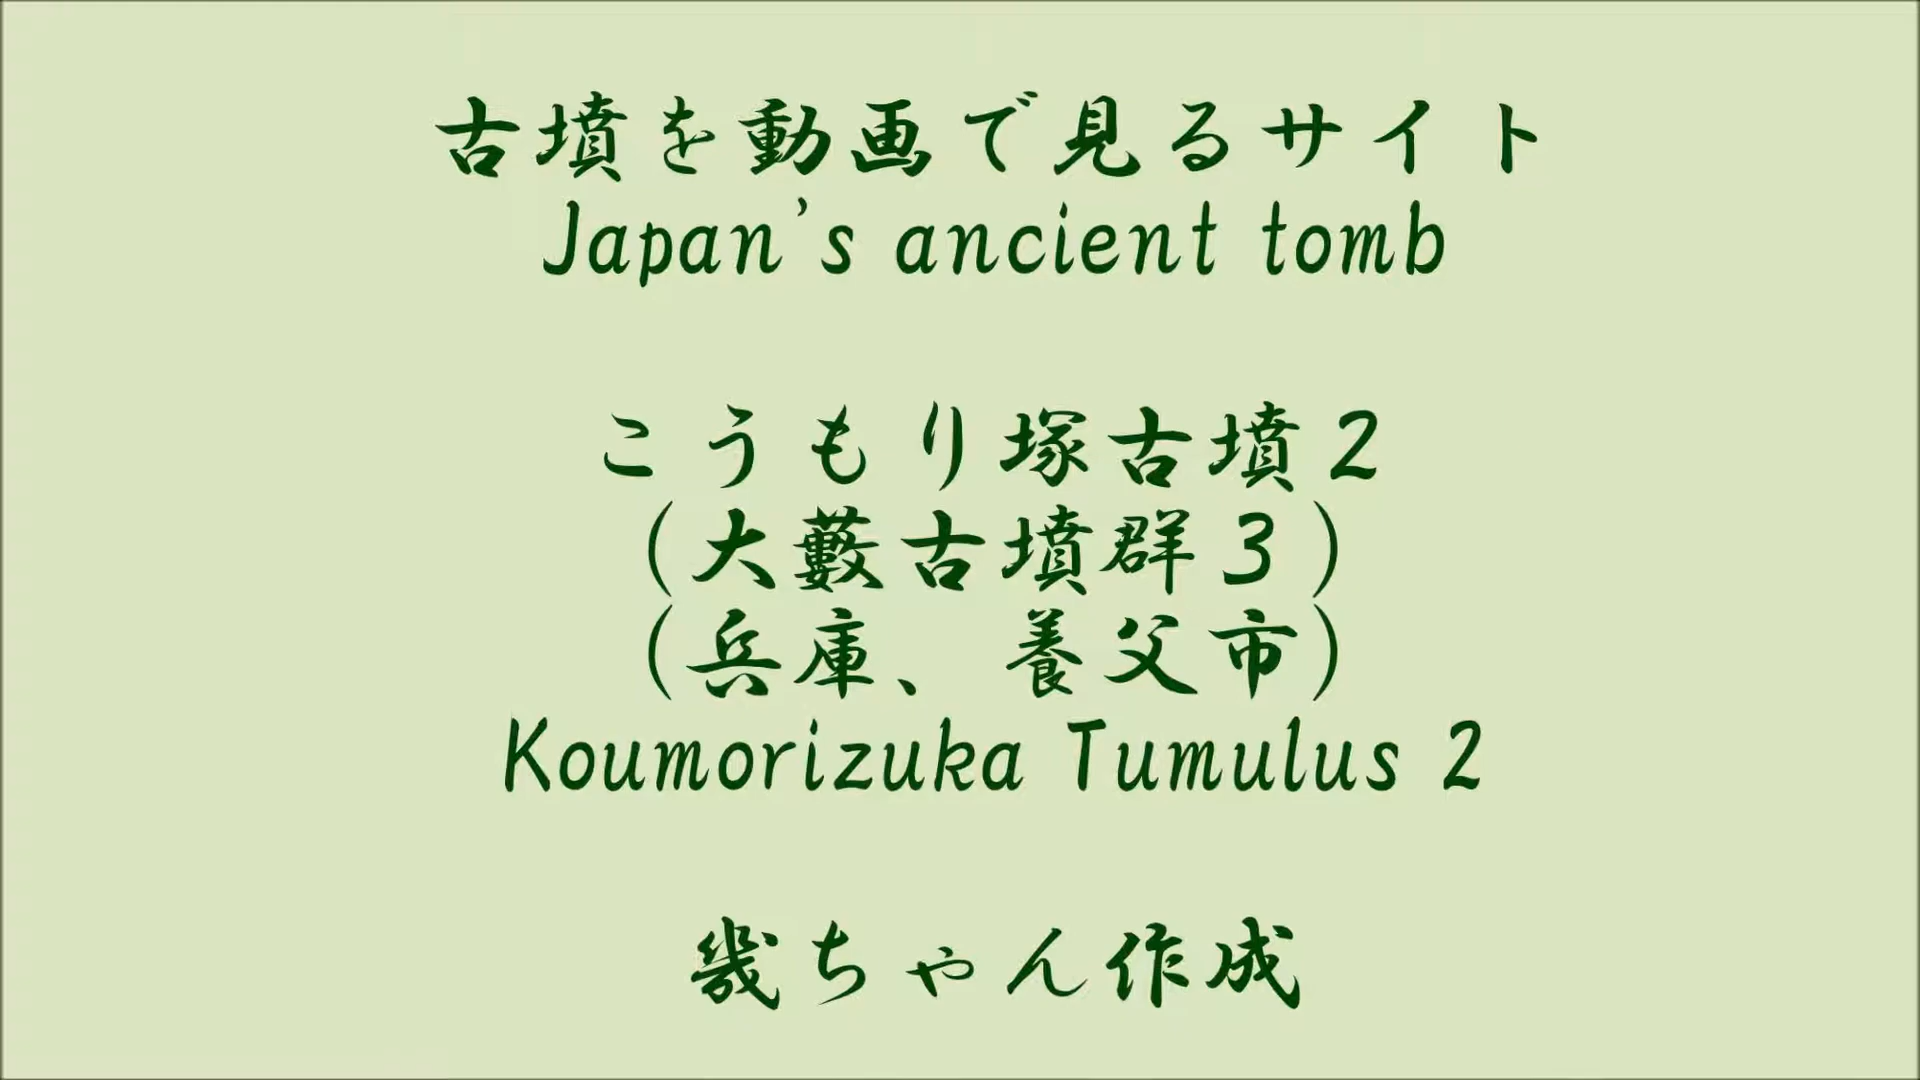 古墳を動画で見るサイト
Japan's ancient tomb
こうもり塚古墳２
(大藪古墳群３)
(兵庫、養父市)
Koumorizuka Tumulus 2
幾ちゃん作成